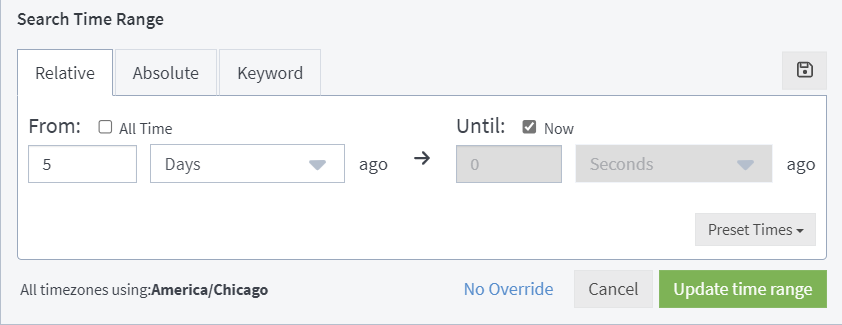 Search Time Range
Relative Absolute Keyword
From: All Time Until: Now
5 Days ago → 0 Seconds ago
Preset Times
All timezones using:America/Chicago No Override Cancel Update time range